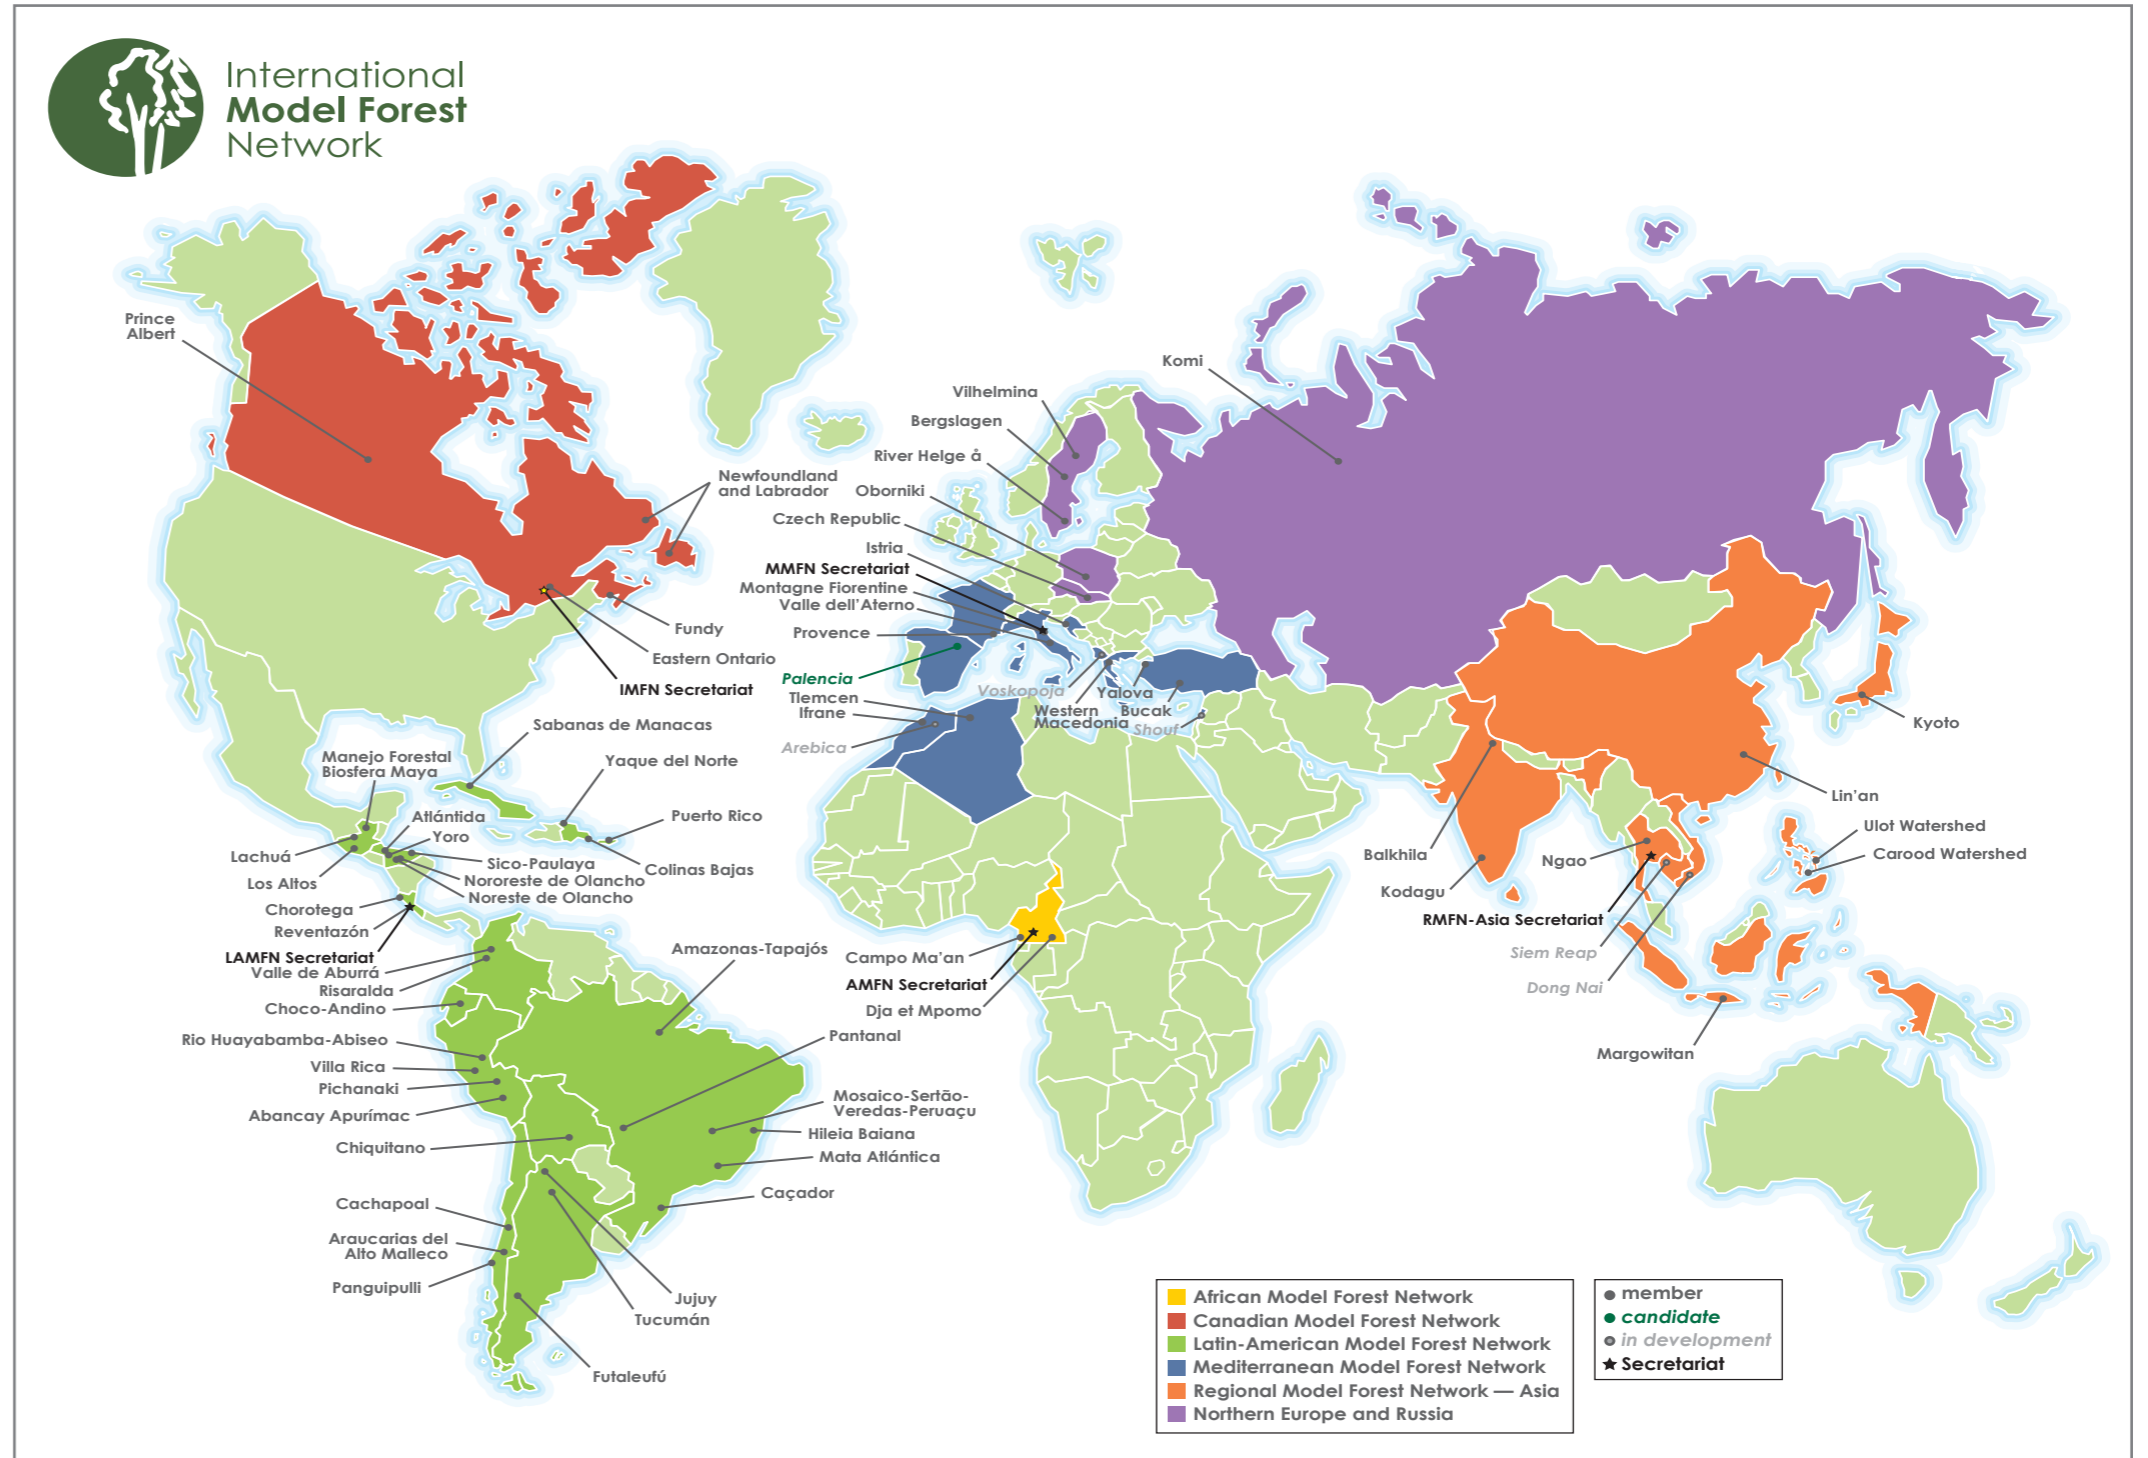 International
Model Forest
Network
Prince
Albert
Newfoundland
and Labrador
Fundy
Eastern Ontario
IMFN Secretariat
Sabanas de Manacas
Manejo Forestal
Biosfera Maya
Yaque del Norte
Atlántida
Yoro
Puerto Rico
Lachuá
Sico-Paulaya
Colinas Bajas
Los Altos
Nororeste de Olancho
Noreste de Olancho
Chorotega
Reventazón
LAMFN Secretariat
Valle de Aburrá
Risaralda
Choco-Andino
Amazonas-Tapajós
Rio Huayabamba-Abiseo
Villa Rica
Pichanaki
Abancay Apurímac
Chiquitano
Pantanal
Mosaico-Sertão-
Veredas-Peruaçu
Hileia Baiana
Mata Atlántica
Caçador
Cachapoal
Araucarias del
Alto Malleco
Panguipulli
Jujuy
Tucumán
Futaleufú
Komi
Vilhelmina
Bergslagen
River Helge å
Oborniki
Czech Republic
Istria
MMFN Secretariat
Montagne Fiorentine
Valle dell'Aterno
Provence
Palencia
Tlemcen
Ifrane
Arebica
Voskopoja
Yalova
Western
Macedonia
Bucak
Shouf
Campo Ma'an
AMFN Secretariat
Dja et Mpomo
Kyoto
Lin'an
Ulot Watershed
Carood Watershed
Balkhila
Kodagu
Ngao
RMFN-Asia Secretariat
Siem Reap
Dong Nai
Margowitan
African Model Forest Network
Canadian Model Forest Network
Latin-American Model Forest Network
Mediterranean Model Forest Network
Regional Model Forest Network — Asia
Northern Europe and Russia
member
candidate
in development
Secretariat